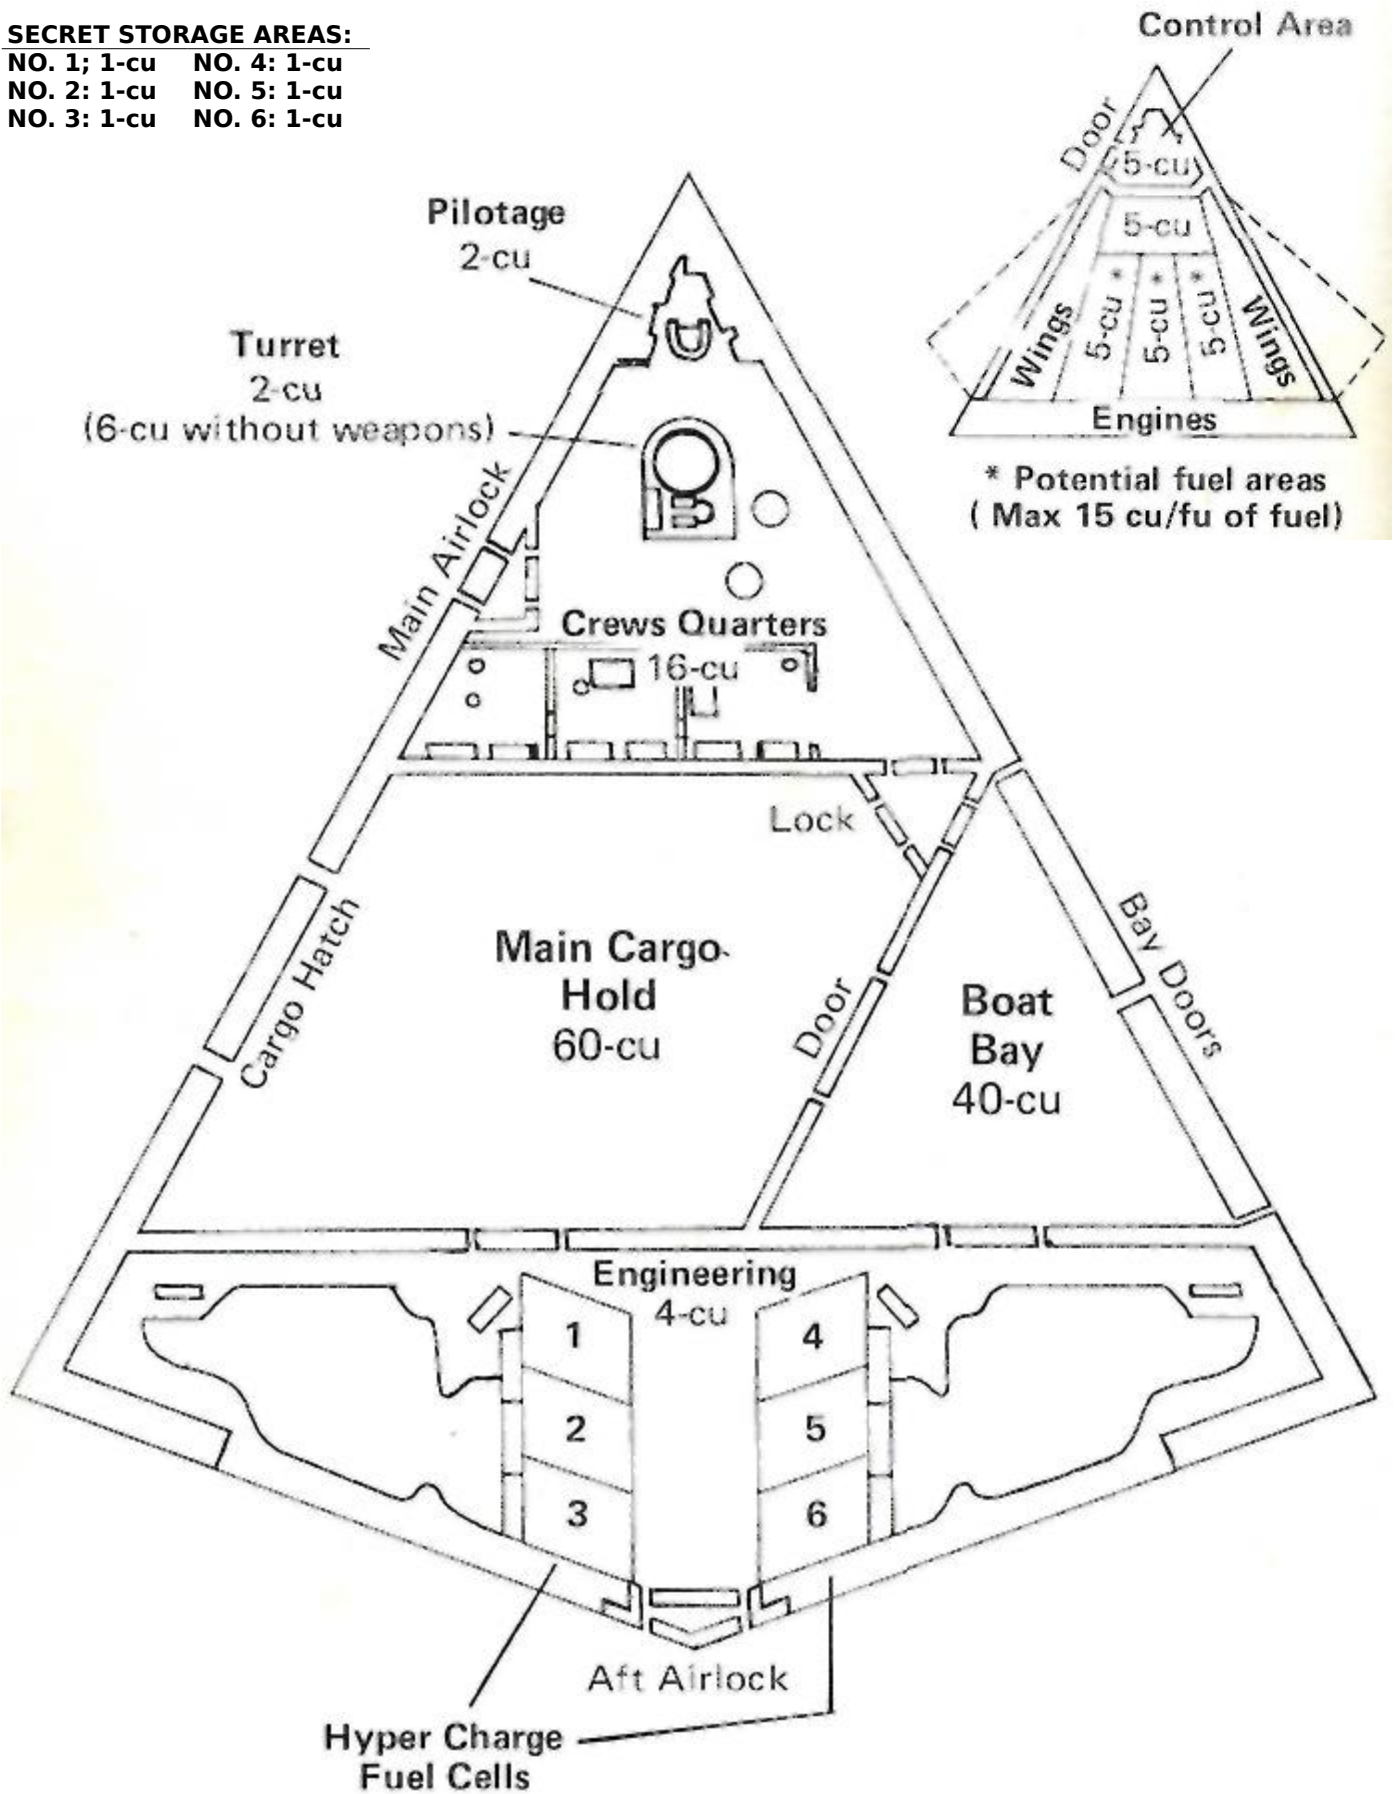 SECRET STORAGE AREAS:
NO. 1; 1-cu NO. 4: 1-cu
NO. 2: 1-cu NO. 5: 1-cu
NO. 3: 1-cu NO. 6: 1-cu
Control Area
Door
5-cu
5-cu
5-cu *
5-cu *
5-cu *
Wings
Wings
Engines
* Potential fuel areas
( Max 15 cu/fu of fuel)
Pilotage
2-cu
Turret
2-cu
(6-cu without weapons)
Main Airlock
Crews Quarters
16-cu
Lock
Cargo Hatch
Main Cargo
Hold
60-cu
Door
Boat
Bay
40-cu
Bay Doors
Engineering
4-cu
1
2
3
4
5
6
Aft Airlock
Hyper Charge
Fuel Cells